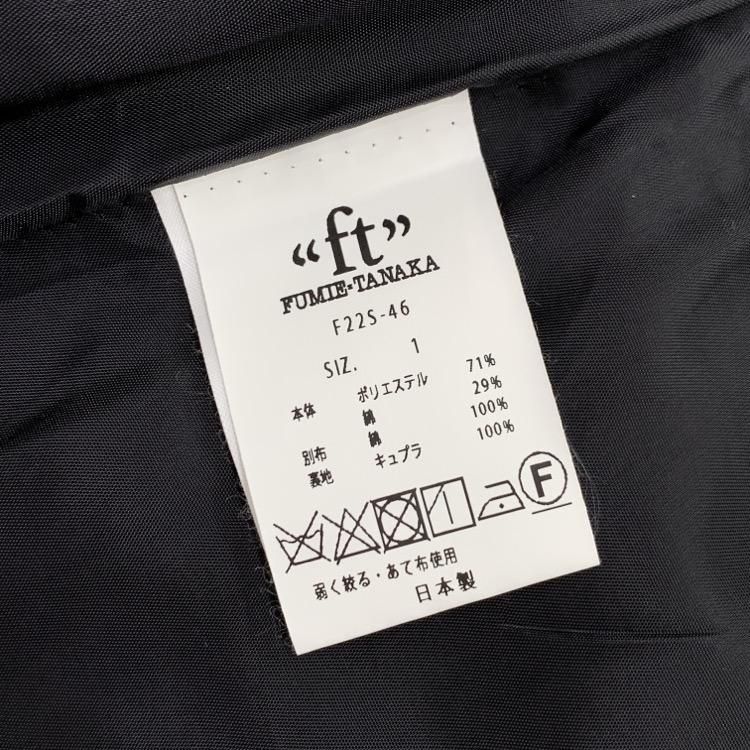 “ft”
FUMIE=TANAKA
F22S-46
SIZ. 1
本体 ポリエステル 71%
綿 29%
別布 綿 100%
裏地 キュプラ 100%
F
弱く絞る・あて布使用
日本製